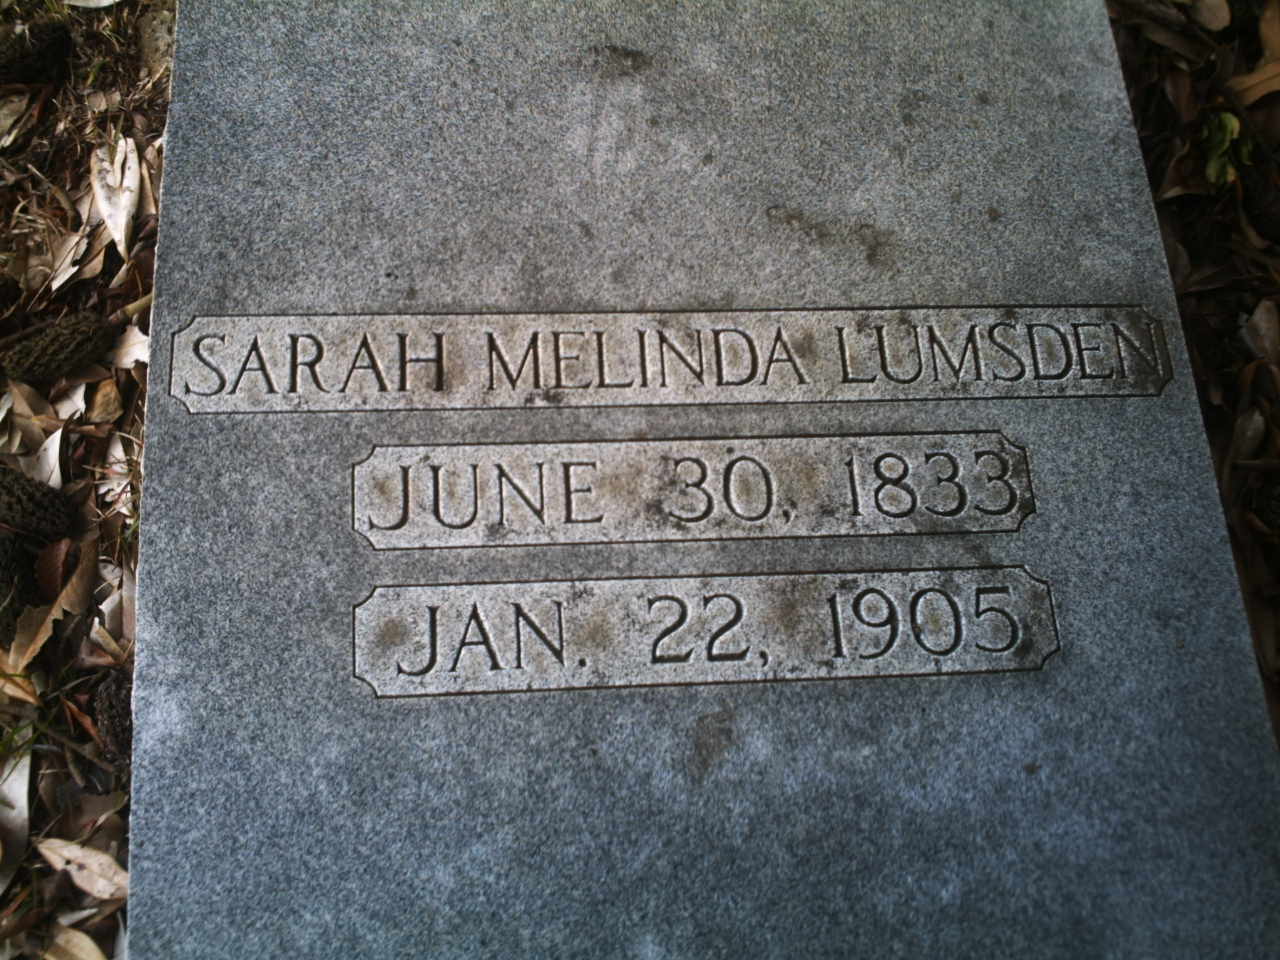 SARAH MELINDA LUMSDEN
JUNE 30, 1833
JAN. 22, 1905